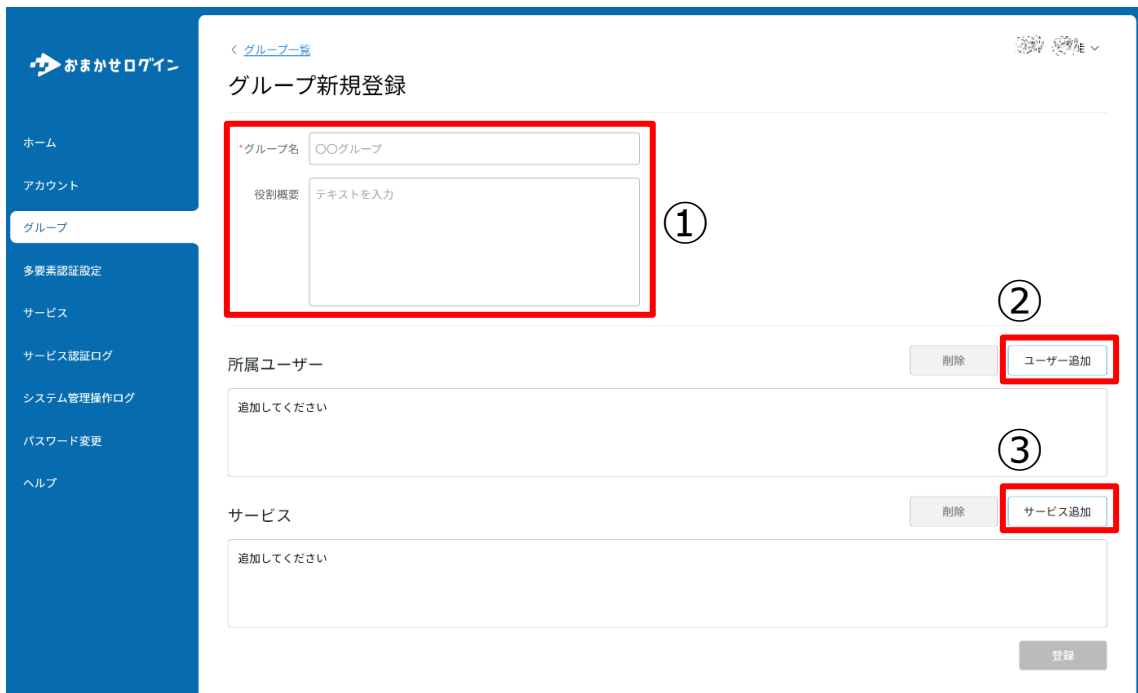 おまかせログイン
ホーム
アカウント
グループ
多要素認証設定
サービス
サービス認証ログ
システム管理操作ログ
パスワード変更
ヘルプ
< グループ一覧
グループ新規登録
*グループ名 〇〇グループ
役割概要 テキストを入力
①
②
所属ユーザー 削除 ユーザー追加
追加してください
③
サービス 削除 サービス追加
追加してください
登録